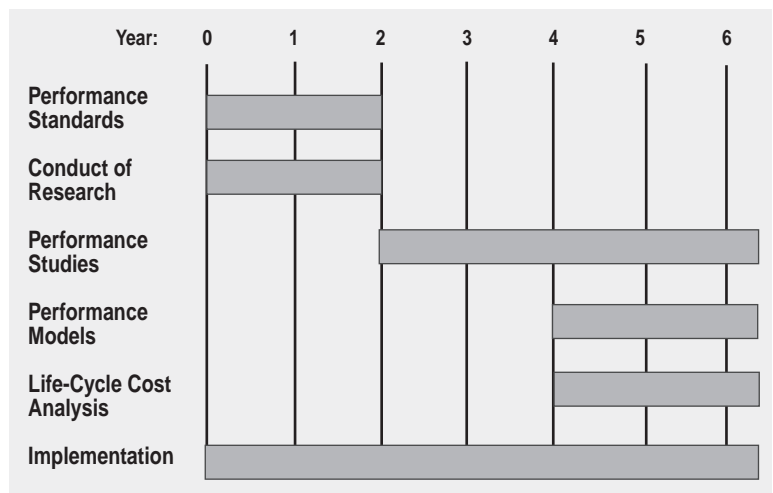 Year: 0 1 2 3 4 5 6
Performance
Standards
Conduct of
Research
Performance
Studies
Performance
Models
Life-Cycle Cost
Analysis
Implementation